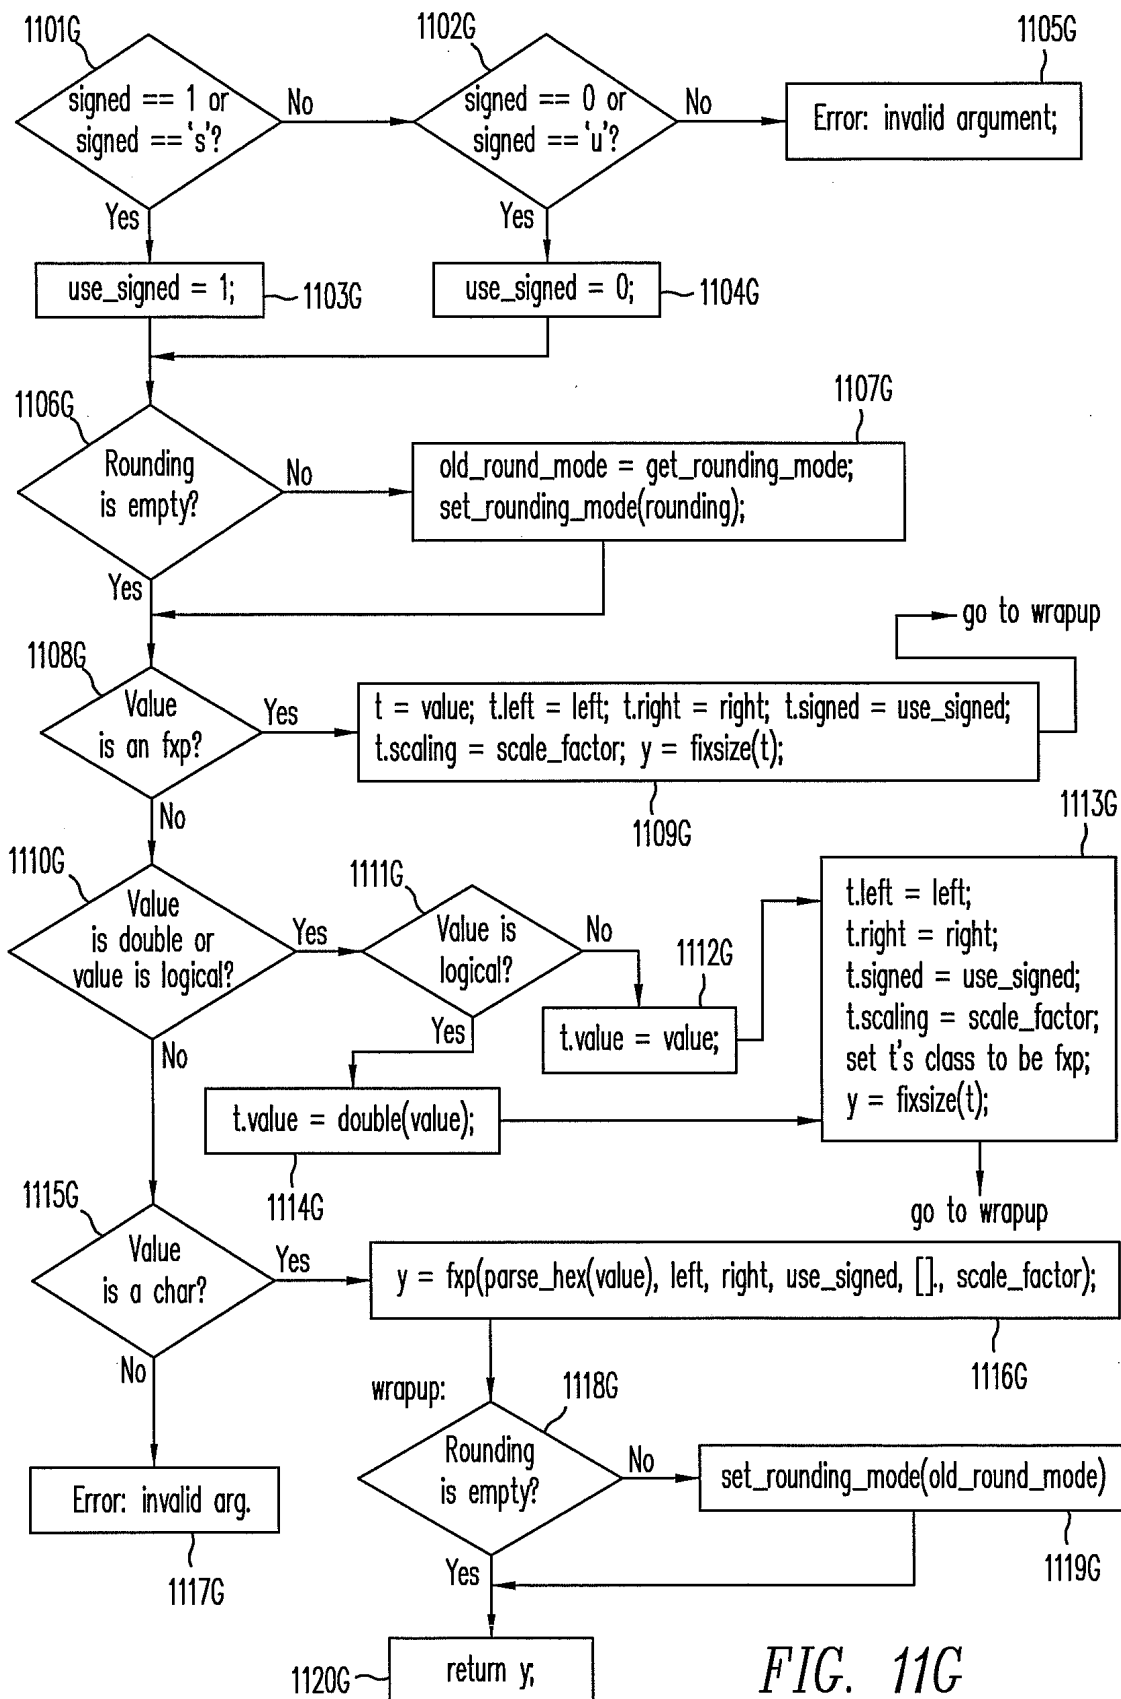 1101G
signed == 1 or
signed == 's'?
No
Yes
1102G
signed == 0 or
signed == 'u'?
No
Yes
1105G
Error: invalid argument;
use_signed = 1;
1103G
use_signed = 0;
1104G
1106G
Rounding
is empty?
No
Yes
1107G
old_round_mode = get_rounding_mode;
set_rounding_mode(rounding);
go to wrapup
1108G
Value
is an fxp?
Yes
No
t = value; t.left = left; t.right = right; t.signed = use_signed;
t.scaling = scale_factor; y = fixsize(t);
1109G
1110G
Value
is double or
value is logical?
Yes
No
1111G
Value is
logical?
No
Yes
1112G
t.value = value;
1113G
t.left = left;
t.right = right;
t.signed = use_signed;
t.scaling = scale_factor;
set t's class to be fxp;
y = fixsize(t);
go to wrapup
t.value = double(value);
1114G
1115G
Value
is a char?
Yes
No
y = fxp(parse_hex(value), left, right, use_signed, []., scale_factor);
1116G
Error: invalid arg.
1117G
wrapup:
1118G
Rounding
is empty?
No
Yes
set_rounding_mode(old_round_mode)
1119G
return y;
1120G
FIG. 11G